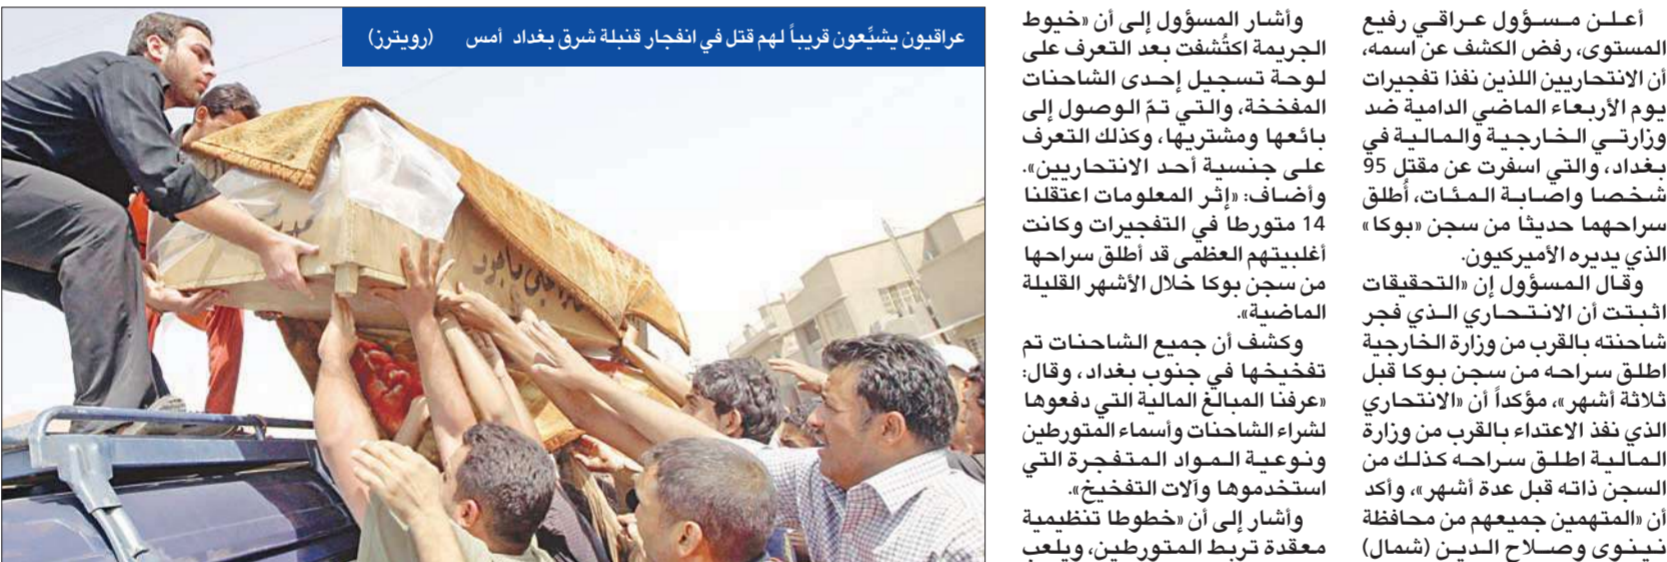 أعلن مسؤول عراقي رفيع
المستوى، رفض الكشف عن اسمه،
أن الانتحاريين اللذين نفذا تفجيرات
يوم الأربعاء الماضي الدامية ضد
وزارتي الخارجية والمالية في
بغداد، والتي اسفرت عن مقتل 95
شخصا واصابة المئات، أُطلق
سراحهما حديثا من سجن «بوكا»
الذي يديره الأميركيون.
وقال المسؤول إن «التحقيقات
اثبتت أن الانتحاري الذي فجر
شاحنته بالقرب من وزارة الخارجية
اطلق سراحه من سجن بوكا قبل
ثلاثة أشهر»، مؤكداً أن «الانتحاري
الذي نفذ الاعتداء بالقرب من وزارة
المالية اطلق سراحه كذلك من
السجن ذاته قبل عدة أشهر»، وأكد
أن «المتهمين جميعهم من محافظة
نينوى وصلاح الدين (شمال)
وأشار المسؤول إلى أن «خيوط
الجريمة اكتُشفت بعد التعرف على
لوحة تسجيل إحدى الشاحنات
المفخخة، والتي تمّ الوصول إلى
بائعها ومشتريها، وكذلك التعرف
على جنسية أحد الانتحاريين».
وأضاف: «إثر المعلومات اعتقلنا
14 متورطا في التفجيرات وكانت
أغلبيتهم العظمى قد أطلق سراحها
من سجن بوكا خلال الأشهر القليلة
الماضية».
وكشف أن جميع الشاحنات تم
تفخيخها في جنوب بغداد، وقال:
«عرفنا المبالغ المالية التي دفعوها
لشراء الشاحنات وأسماء المتورطين
ونوعية المواد المتفجرة التي
استخدموها وآلات التفخيخ».
وأشار إلى أن «خطوطا تنظيمية
معقدة تربط المتورطين، ويلعب
عراقيون يشيِّعون قريباً لهم قتل في انفجار قنبلة شرق بغداد أمس (رويترز)